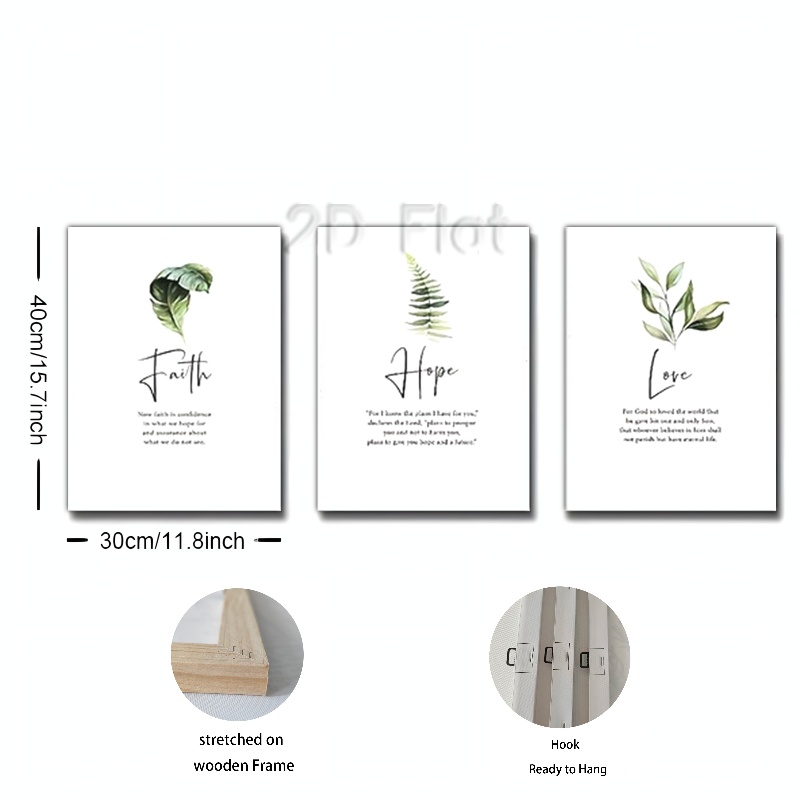 2D Flat
40cm/15.7inch
Faith
Now faith is confidence
in what we hope for
and assurance about
what we do not see.
Hope
"For I know the plans I have for you,"
declares the Lord, "plans to prosper
you and not to harm you,
plans to give you hope and a future."
Love
For God so loved the world that
he gave his one and only Son,
that whoever believes in him shall
not perish but have eternal life.
30cm/11.8inch
stretched on
wooden Frame
Hook
Ready to Hang